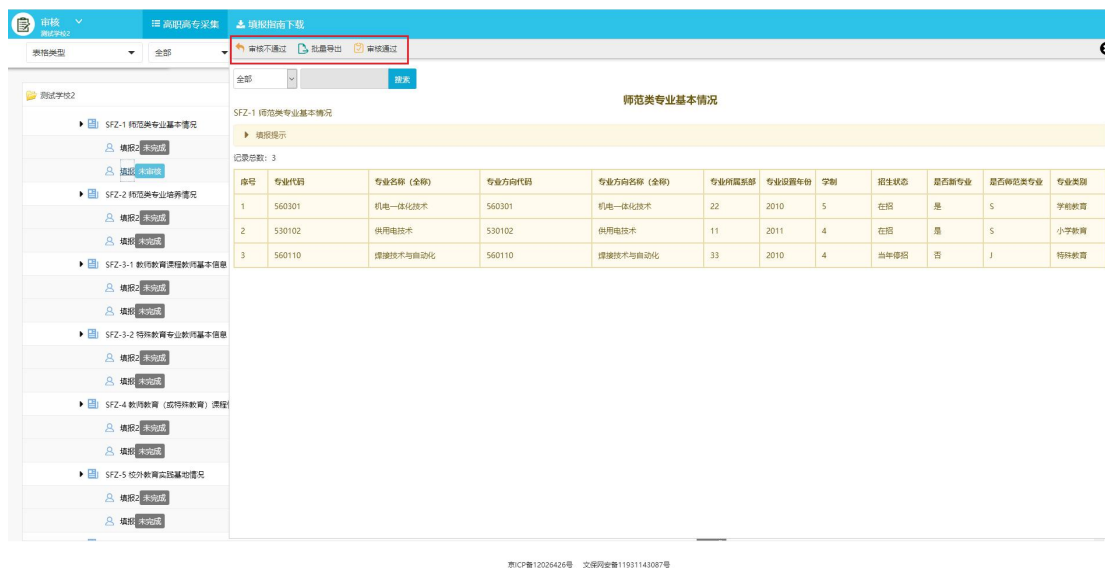 审核
测试学校2
高职高专采集
填报指南下载
表格类型
全部
审核不通过
批量导出
审核通过
测试学校2
SFZ-1 师范类专业基本情况
填报2 未完成
填报 未审核
SFZ-2 师范类专业培养情况
填报2 未完成
填报 未完成
SFZ-3-1 教师教育课程教师基本信息
填报2 未完成
填报 未完成
SFZ-3-2 特殊教育专业教师基本信息
填报2 未完成
填报 未完成
SFZ-4 教师教育（或特殊教育）课程
填报2 未完成
填报 未完成
SFZ-5 校外教育实践基地情况
填报2 未完成
填报 未完成
全部
搜索
师范类专业基本情况
SFZ-1 师范类专业基本情况
填报提示
记录总数：3
序号 专业代码 专业名称（全称） 专业方向代码 专业方向名称（全称） 专业所属系部 专业设置年份 学制 招生状态 是否新专业 是否师范类专业 专业类别
1 560301 机电一体化技术 560301 机电一体化技术 22 2010 5 在招 是 S 学前教育
2 530102 供用电技术 530102 供用电技术 11 2011 4 在招 是 S 小学教育
3 560110 焊接技术与自动化 560110 焊接技术与自动化 33 2010 4 当年停招 否 J 特殊教育
京ICP备12026426号 文保网安备11931143087号